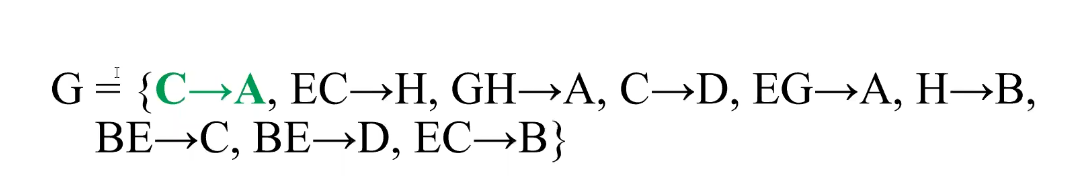 G = {C→A, EC→H, GH→A, C→D, EG→A, H→B,
BE→C, BE→D, EC→B}